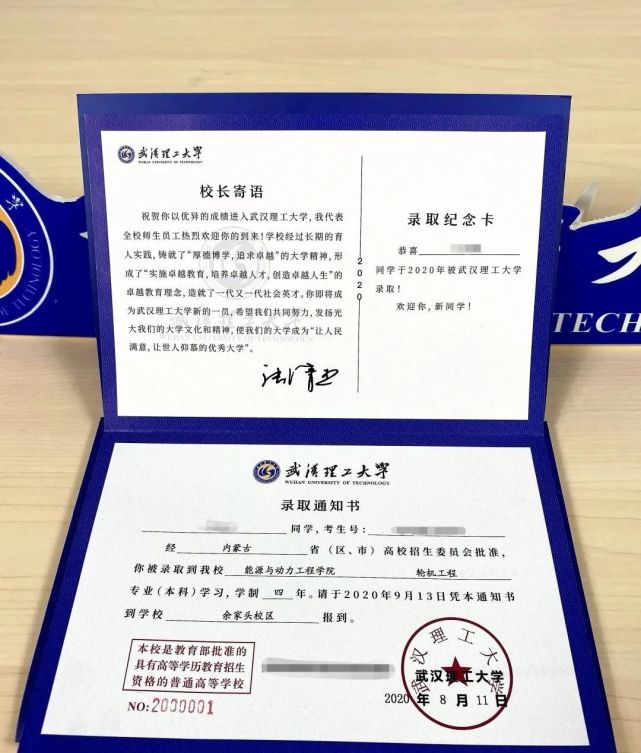 武汉理工大学
WUHAN UNIVERSITY OF TECHNOLOGY
校长寄语
祝贺你以优异的成绩进入武汉理工大学，我代表
全校师生员工热烈欢迎你的到来！学校经过长期的育
人实践，铸就了“厚德博学，追求卓越”的大学精神，形
成了“实施卓越教育，培养卓越人才，创造卓越人生”的
卓越教育理念，造就了一代又一代社会英才。你即将成
为武汉理工大学新的一员，希望我们共同努力，发扬光
大我们的大学文化和精神，使我们的大学成为“让人民
满意，让世人仰慕的优秀大学”。
2020
录取纪念卡
恭喜
同学于2020年被武汉理工大学
录取！
欢迎你，新同学！
TECH
武汉理工大学
WUHAN UNIVERSITY OF TECHNOLOGY
录取通知书
同学，考生号：
经 内蒙古 省（区、市）高校招生委员会批准，
你被录取到我校 能源与动力工程学院 轮机工程
专业（本科）学习，学制 四 年。请于2020年9月13日凭本通知书
到学校 余家头校区 报到。
本校是教育部批准的
具有高等学历教育招生
资格的普通高等学校
NO:2000001
武汉理工大学
武汉理工大学
2020 年 8 月 11 日